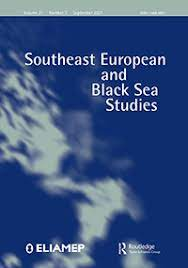 Southeast European
and
Black Sea
Studies
ELIAMEP
Routledge